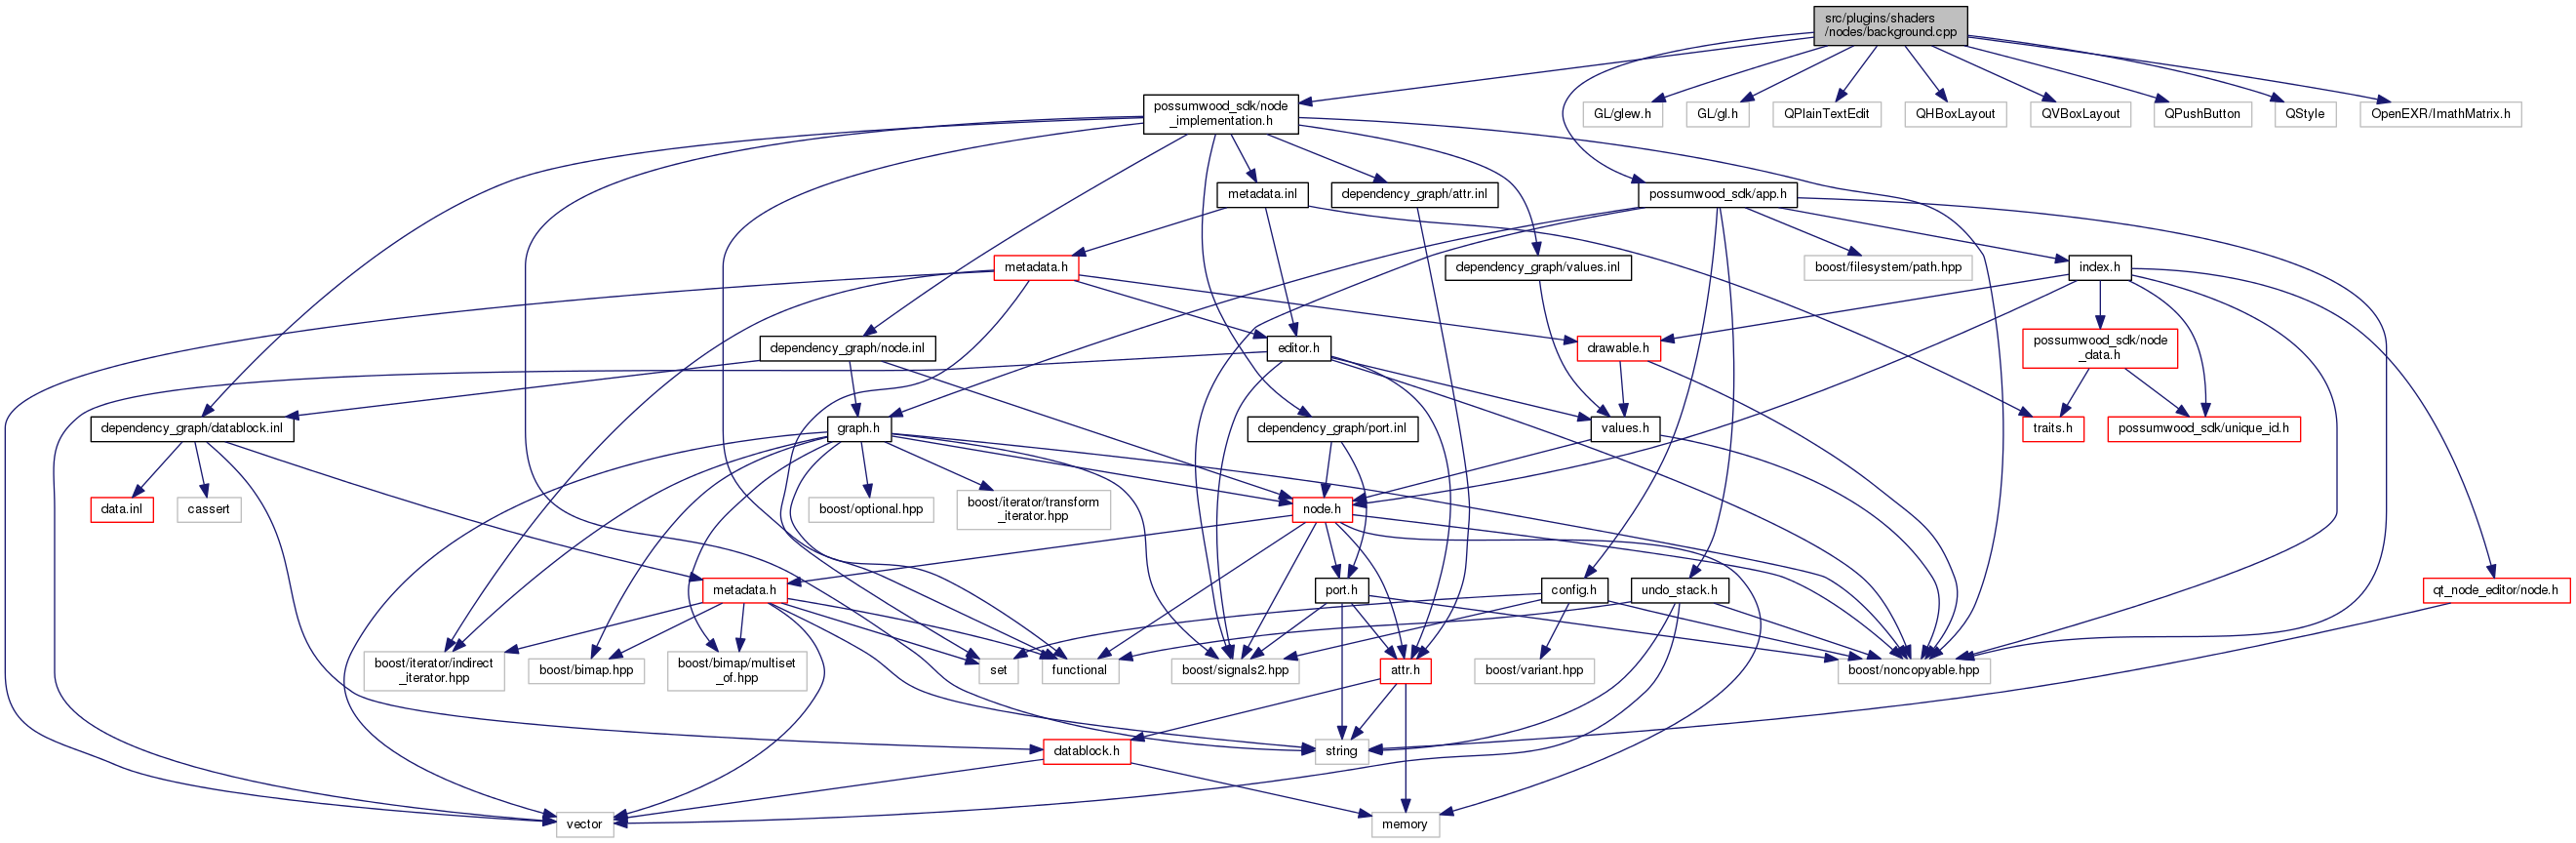 src/plugins/shaders
/nodes/background.cpp
possumwood_sdk/node
_implementation.h
GL/glew.h
GL/gl.h
QPlainTextEdit
QHBoxLayout
QVBoxLayout
QPushButton
QStyle
OpenEXR/ImathMatrix.h
metadata.inl
dependency_graph/attr.inl
possumwood_sdk/app.h
metadata.h
dependency_graph/values.inl
boost/filesystem/path.hpp
index.h
dependency_graph/node.inl
editor.h
drawable.h
possumwood_sdk/node
_data.h
dependency_graph/datablock.inl
graph.h
dependency_graph/port.inl
values.h
traits.h
possumwood_sdk/unique_id.h
data.inl
cassert
boost/optional.hpp
boost/iterator/transform
_iterator.hpp
node.h
metadata.h
port.h
config.h
undo_stack.h
qt_node_editor/node.h
boost/iterator/indirect
_iterator.hpp
boost/bimap.hpp
boost/bimap/multiset
_of.hpp
set
functional
boost/signals2.hpp
attr.h
boost/variant.hpp
boost/noncopyable.hpp
datablock.h
string
vector
memory